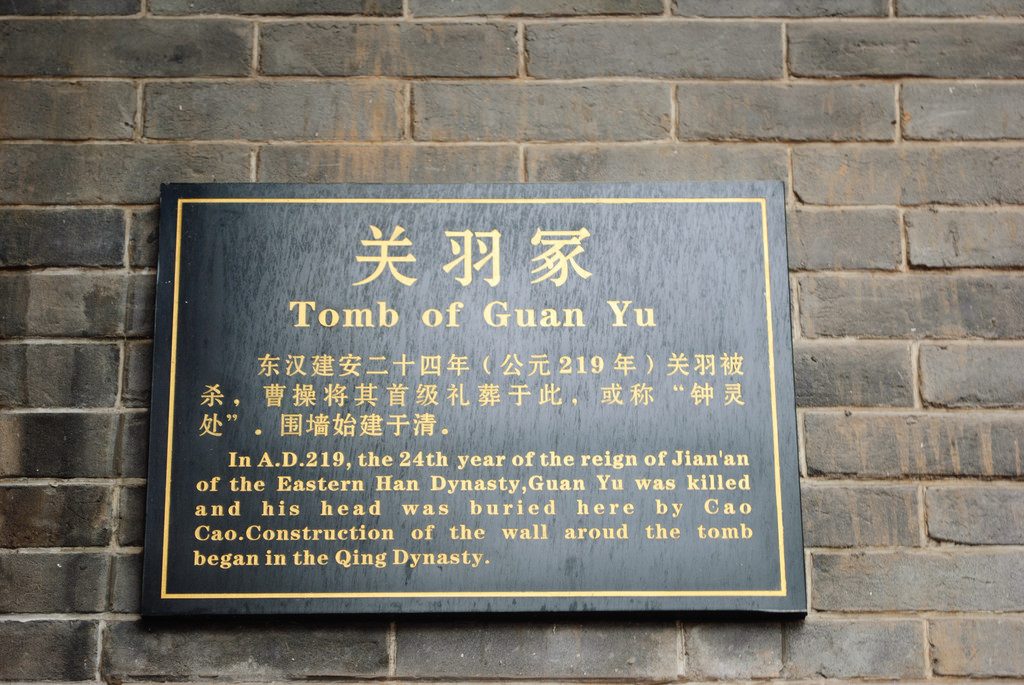 关羽冢
Tomb of Guan Yu
东汉建安二十四年（公元219年）关羽被
杀，曹操将其首级礼葬于此，或称“钟灵
处”．围墙始建于清。
In A.D.219, the 24th year of the reign of Jian'an
of the Eastern Han Dynasty,Guan Yu was killed
and his head was buried here by Cao
Cao.Construction of the wall aroud the tomb
began in the Qing Dynasty.